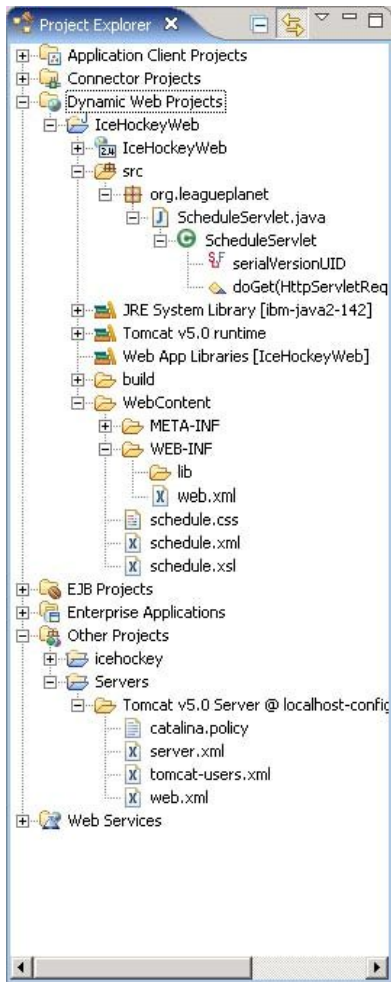 Project Explorer
Application Client Projects
Connector Projects
Dynamic Web Projects
IceHockeyWeb
IceHockeyWeb
src
org.leagueplanet
ScheduleServlet.java
ScheduleServlet
serialVersionUID
doGet(HttpServletReq
JRE System Library [ibm-java2-142]
Tomcat v5.0 runtime
Web App Libraries [IceHockeyWeb]
build
WebContent
META-INF
WEB-INF
lib
web.xml
schedule.css
schedule.xml
schedule.xsl
EJB Projects
Enterprise Applications
Other Projects
icehockey
Servers
Tomcat v5.0 Server @ localhost-config
catalina.policy
server.xml
tomcat-users.xml
web.xml
Web Services